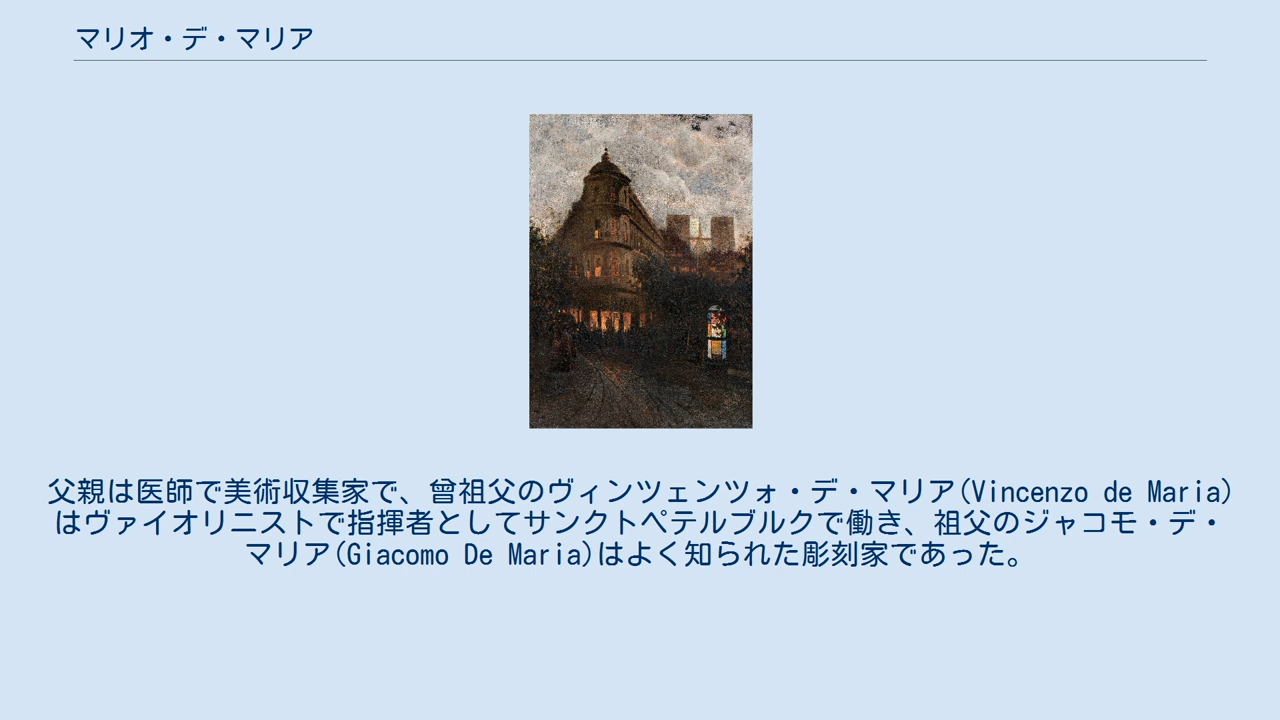 マリオ・デ・マリア
父親は医師で美術収集家で、曾祖父のヴィンツェンツォ・デ・マリア(Vincenzo de Maria)
はヴァイオリニストで指揮者としてサンクトペテルブルクで働き、祖父のジャコモ・デ・
マリア(Giacomo De Maria)はよく知られた彫刻家であった。